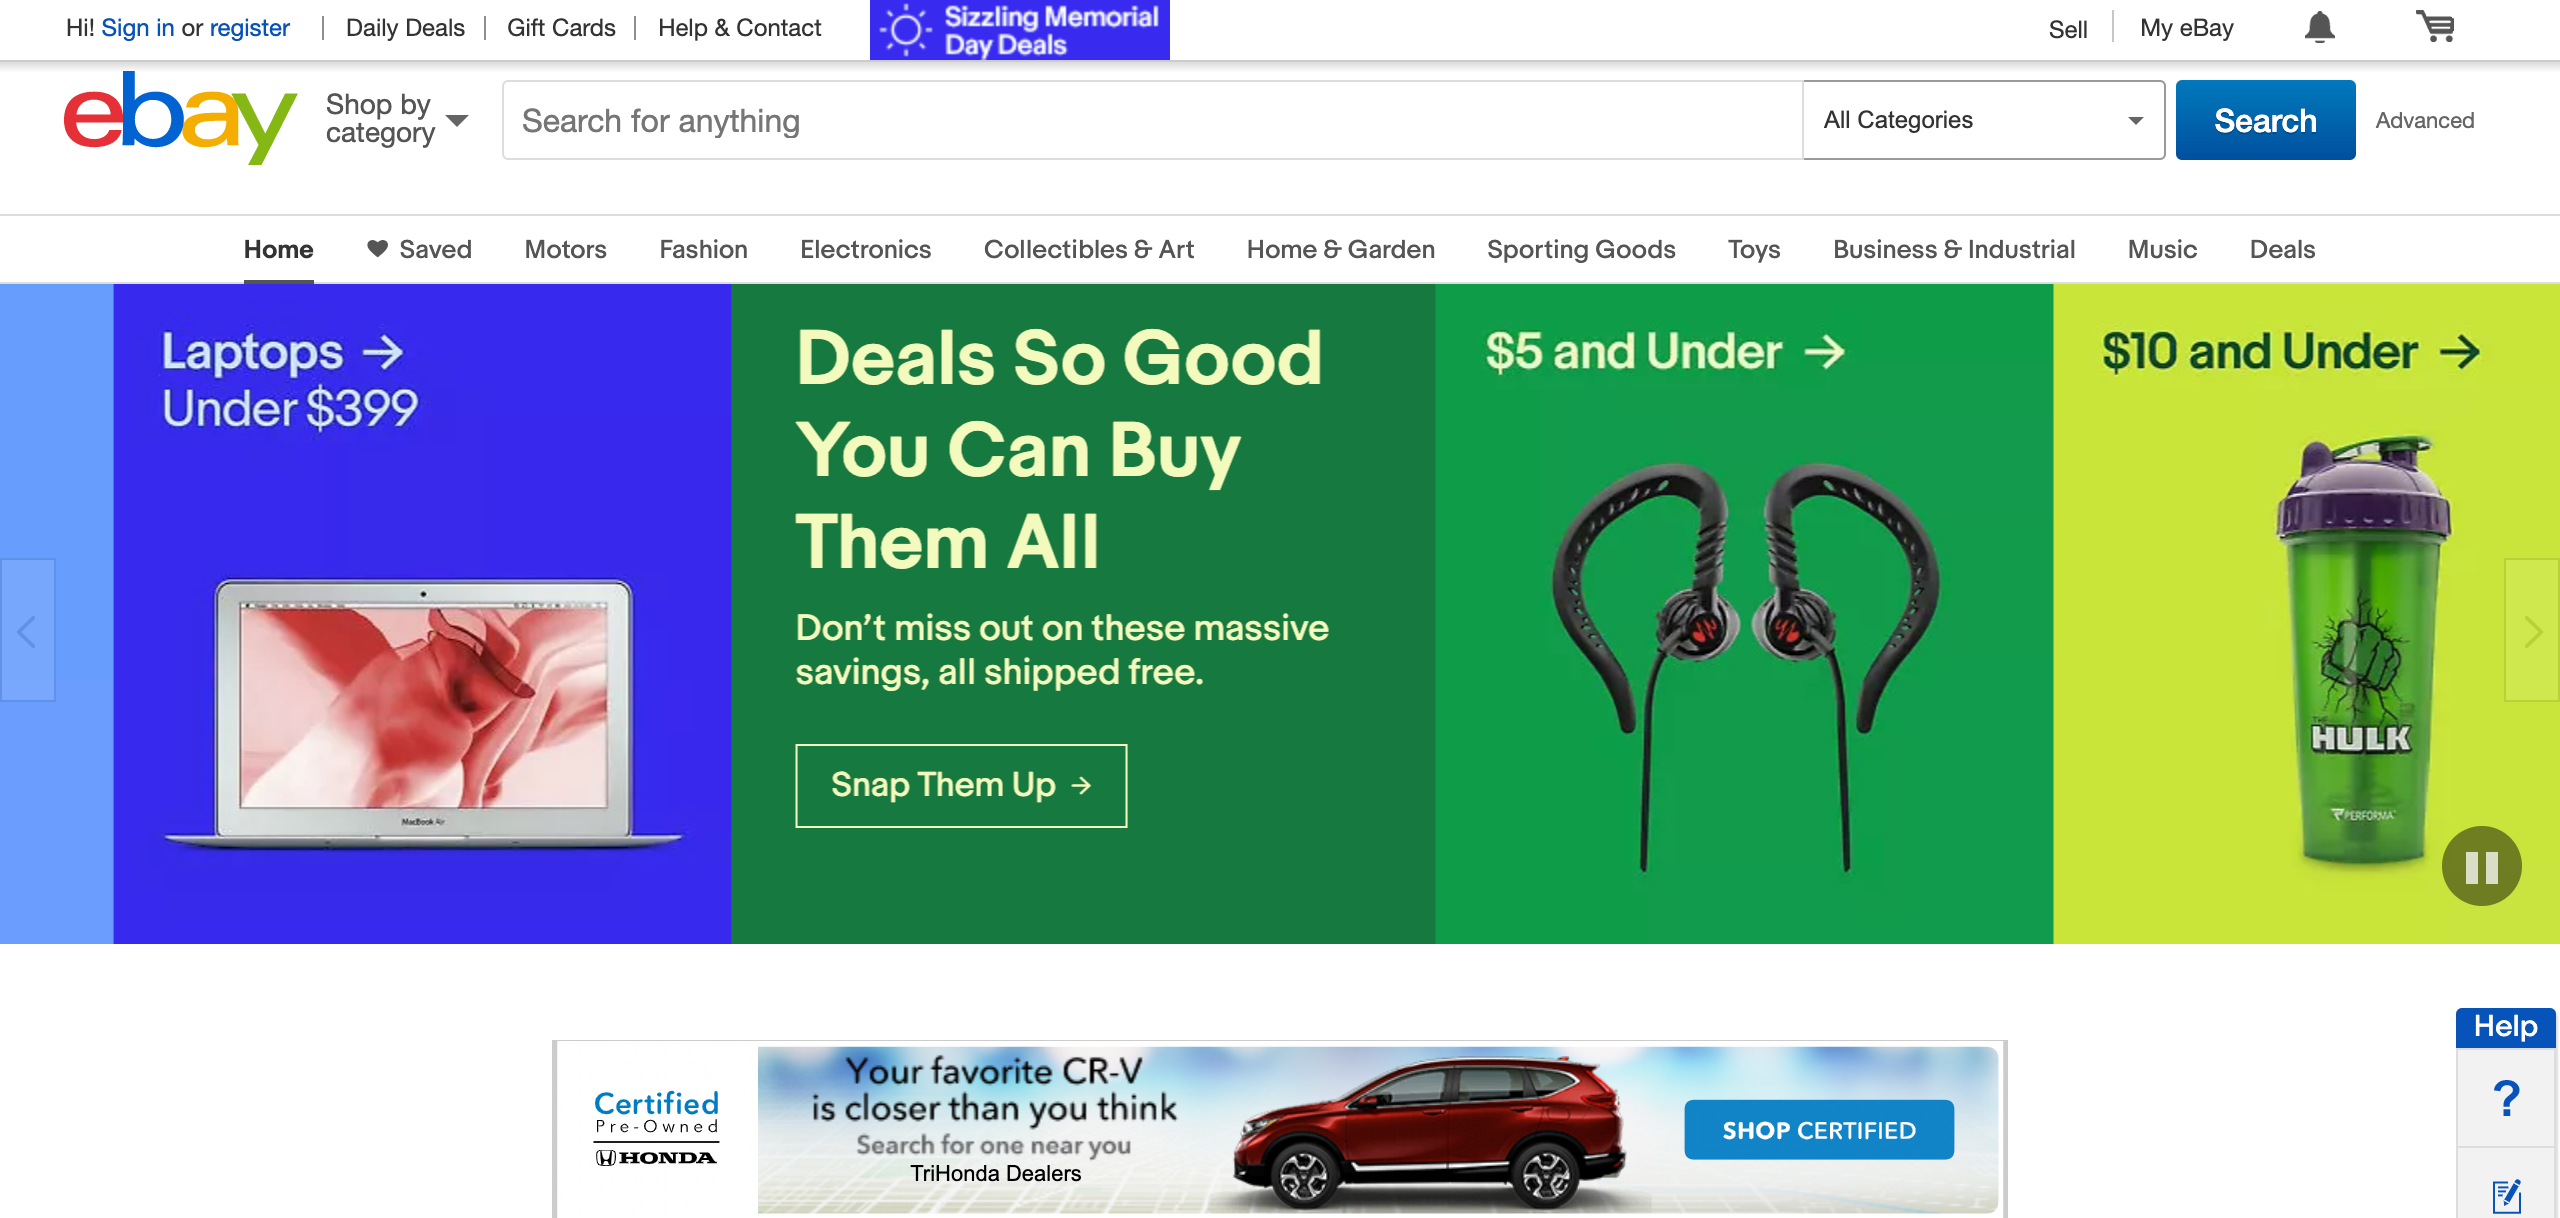 Hi! Sign in or register
Daily Deals
Gift Cards
Help & Contact
Sizzling Memorial
Day Deals
Sell
My eBay
ebay
Shop by
category
Search for anything
All Categories
Search
Advanced
Home
Saved
Motors
Fashion
Electronics
Collectibles & Art
Home & Garden
Sporting Goods
Toys
Business & Industrial
Music
Deals
Laptops →
Under $399
MacBook Air
Deals So Good
You Can Buy
Them All
Don't miss out on these massive
savings, all shipped free.
Snap Them Up →
$5 and Under →
$10 and Under →
THE
HULK
PERFORMA
Certified
Pre-Owned
HONDA
Your favorite CR-V
is closer than you think
Search for one near you
TriHonda Dealers
SHOP CERTIFIED
Help
?